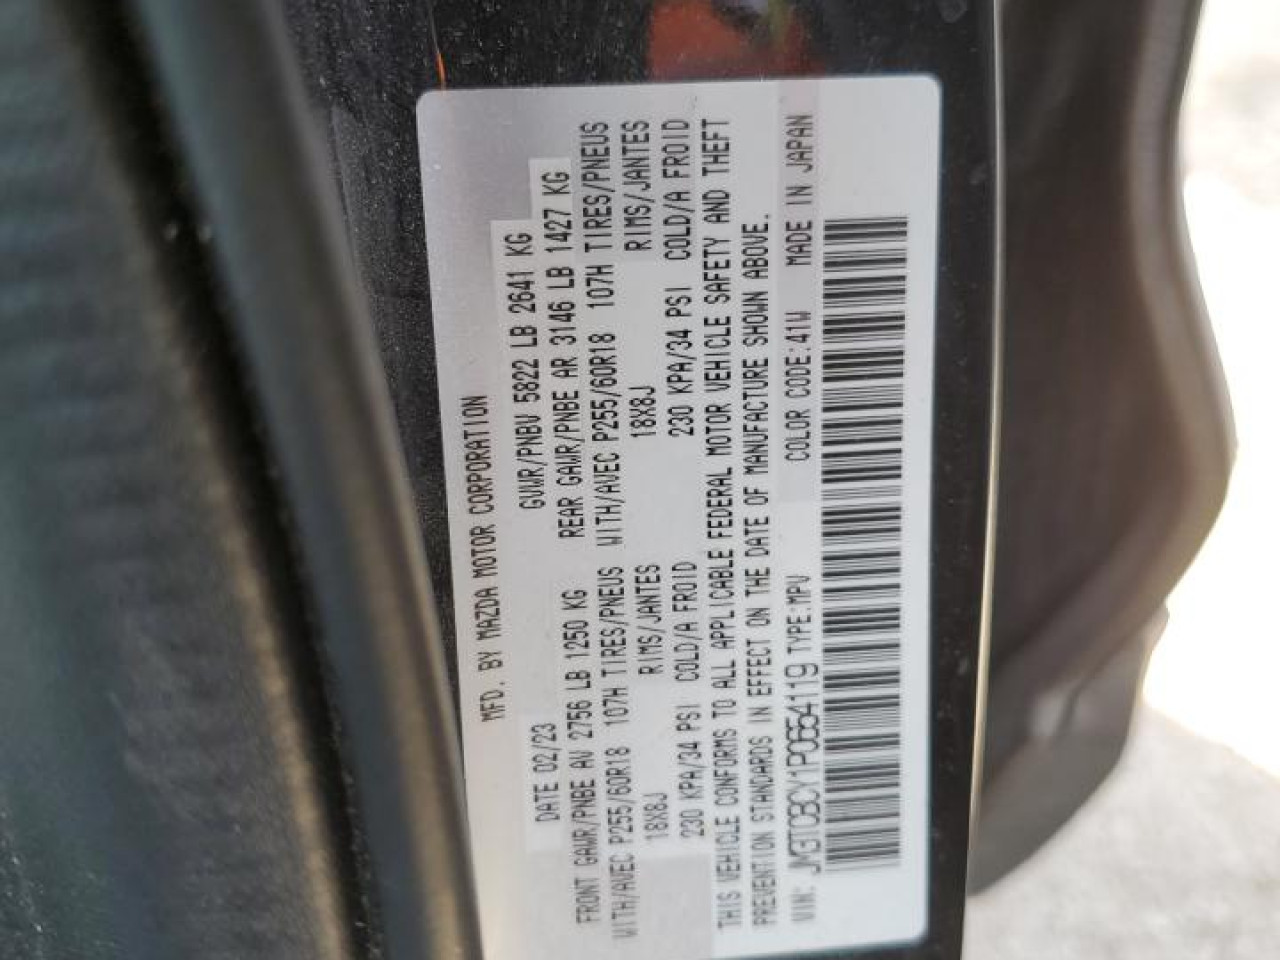 MFD. BY MAZDA MOTOR CORPORATION
DATE 02/23 GVWR/PNBV 5822 LB 2641 KG
FRONT GAWR/PNBE AV 2756 LB 1250 KG REAR GAWR/PNBE AR 3146 LB 1427 KG
WITH/AVEC P255/60R18 107H TIRES/PNEUS WITH/AVEC P255/60R18 107H TIRES/PNEUS
18X8J RIMS/JANTES 18X8J RIMS/JANTES
230 KPA/34 PSI COLD/A FROID 230 KPA/34 PSI COLD/A FROID
THIS VEHICLE CONFORMS TO ALL APPLICABLE FEDERAL MOTOR VEHICLE SAFETY AND THEFT
PREVENTION STANDARDS IN EFFECT ON THE DATE OF MANUFACTURE SHOWN ABOVE.
VIN: JM3TCBCY1P0654119 TYPE:MPV COLOR CODE:41W MADE IN JAPAN